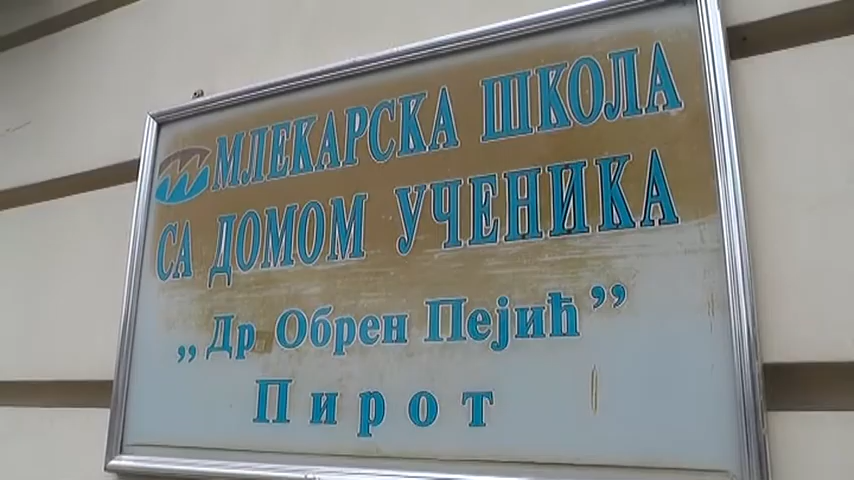 МЛЕКАРСКА ШКОЛА
СА ДОМОМ УЧЕНИКА
,,Др Обрен Пејић”
Пирот